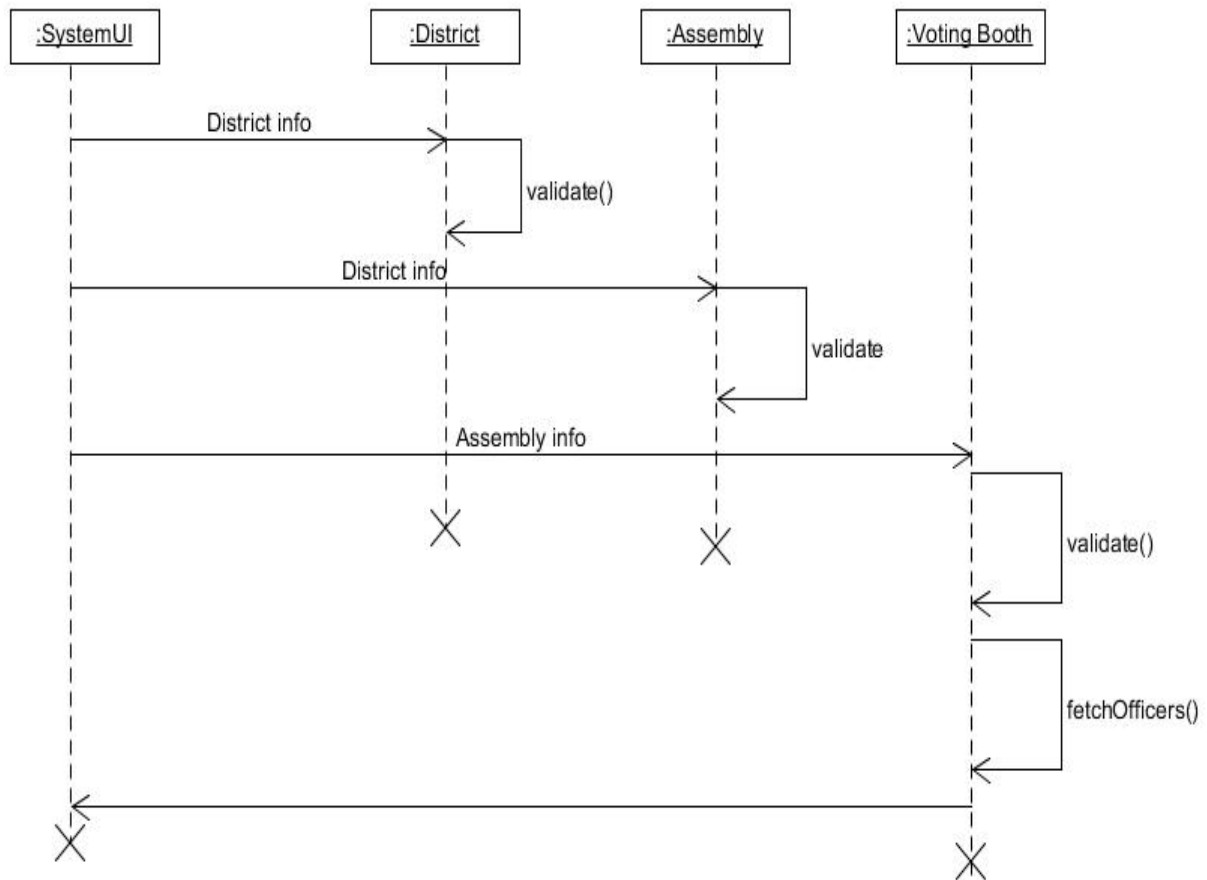 :SystemUI
:District
:Assembly
:Voting Booth
District info
validate()
District info
validate
Assembly info
validate()
fetchOfficers()